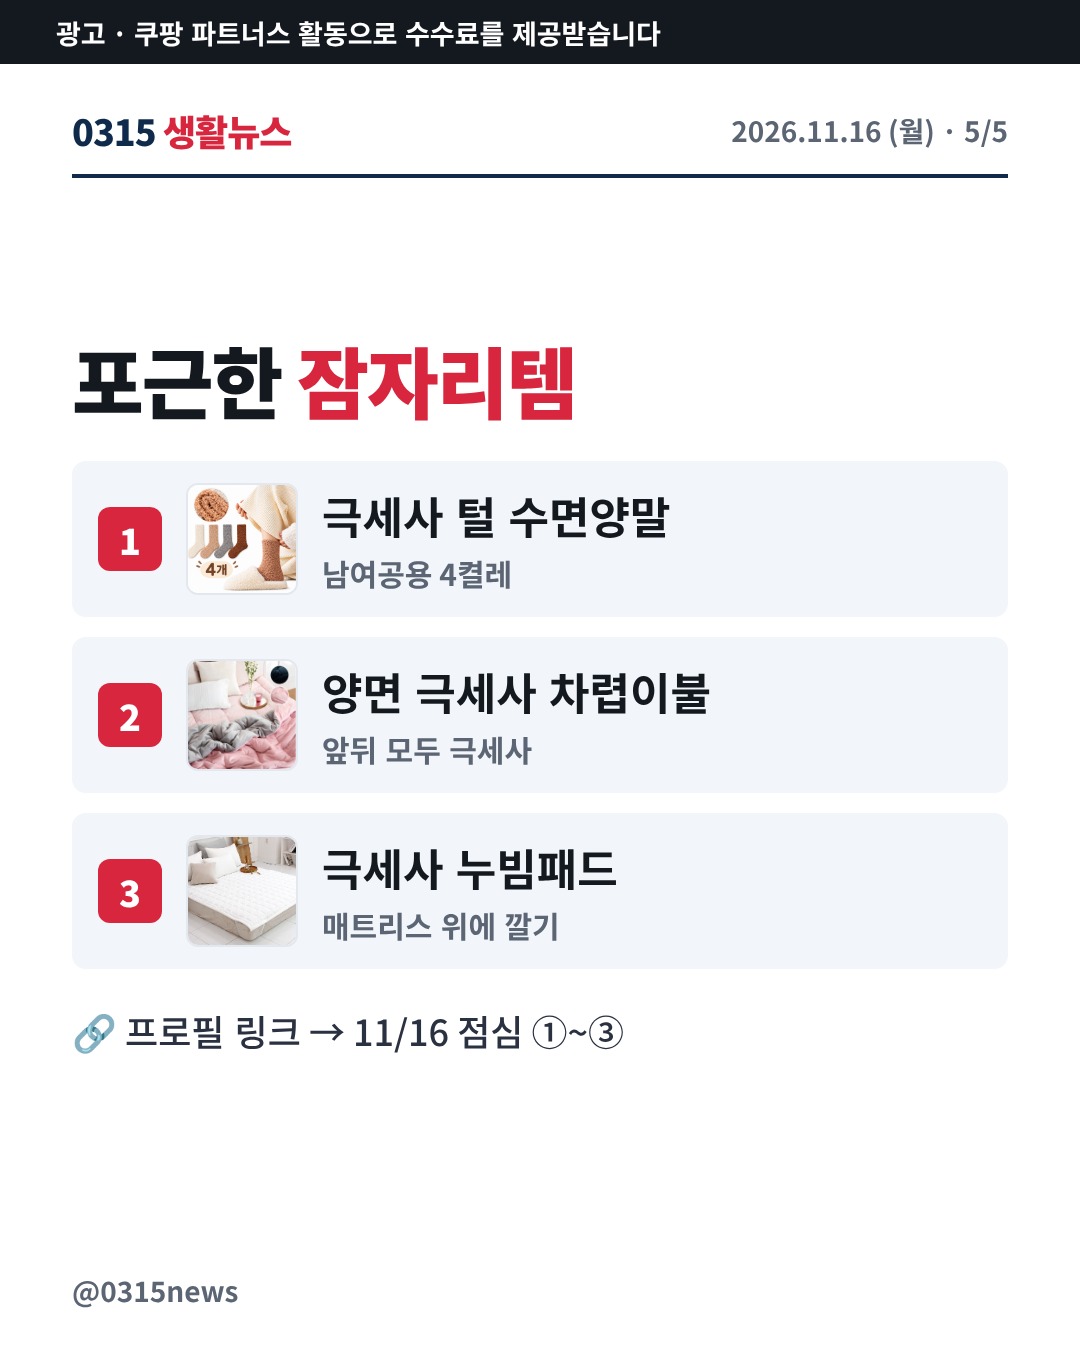 광고 · 쿠팡 파트너스 활동으로 수수료를 제공받습니다
0315 생활뉴스
2026.11.16 (월) · 5/5
포근한 잠자리템
1
4개
극세사 털 수면양말
남여공용 4켤레
2
양면 극세사 차렵이불
앞뒤 모두 극세사
3
극세사 누빔패드
매트리스 위에 깔기
🔗 프로필 링크 → 11/16 점심 ①~③
@0315news